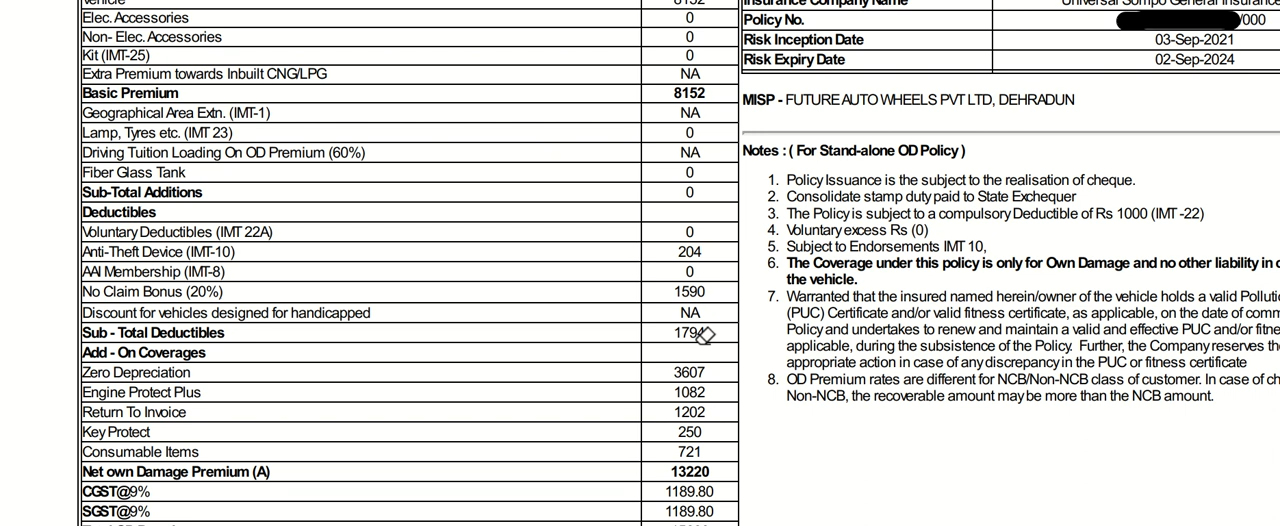 Vehicle 8152
Elec. Accessories 0
Non- Elec. Accessories 0
Kit (IMT-25) 0
Extra Premium towards Inbuilt CNG/LPG NA
Basic Premium 8152
Geographical Area Extn. (IMT-1) NA
Lamp, Tyres etc. (IMT 23) 0
Driving Tuition Loading On OD Premium (60%) NA
Fiber Glass Tank 0
Sub-Total Additions 0
Deductibles
Voluntary Deductibles (IMT 22A) 0
Anti-Theft Device (IMT-10) 204
AAI Membership (IMT-8) 0
No Claim Bonus (20%) 1590
Discount for vehicles designed for handicapped NA
Sub - Total Deductibles 1794
Add - On Coverages
Zero Depreciation 3607
Engine Protect Plus 1082
Return To Invoice 1202
Key Protect 250
Consumable Items 721
Net own Damage Premium (A) 13220
CGST@9% 1189.80
SGST@9% 1189.80
Insurance Company Name Universal Sompo General Insurance
Policy No. /000
Risk Inception Date 03-Sep-2021
Risk Expiry Date 02-Sep-2024
MISP - FUTURE AUTO WHEELS PVT LTD, DEHRADUN
Notes : ( For Stand-alone OD Policy )
1. Policy Issuance is the subject to the realisation of cheque.
2. Consolidate stamp duty paid to State Exchequer
3. The Policy is subject to a compulsory Deductible of Rs 1000 (IMT -22)
4. Voluntary excess Rs (0)
5. Subject to Endorsements IMT 10,
6. The Coverage under this policy is only for Own Damage and no other liability in
the vehicle.
7. Warranted that the insured named herein/owner of the vehicle holds a valid
(PUC) Certificate and/or valid fitness certificate, as applicable, on the date of
Policy and undertakes to renew and maintain a valid and effective PUC and/or
applicable, during the subsistence of the Policy. Further, the Company reserves
appropriate action in case of any discrepancy in the PUC or fitness certificate
8. OD Premium rates are different for NCB/Non-NCB class of customer. In case of
Non-NCB, the recoverable amount may be more than the NCB amount.